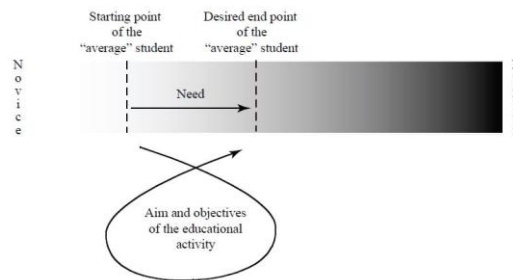 Starting point
of the
“average” student
Desired end point
of the
“average” student
Novice
Need
Aim and objectives
of the educational
activity